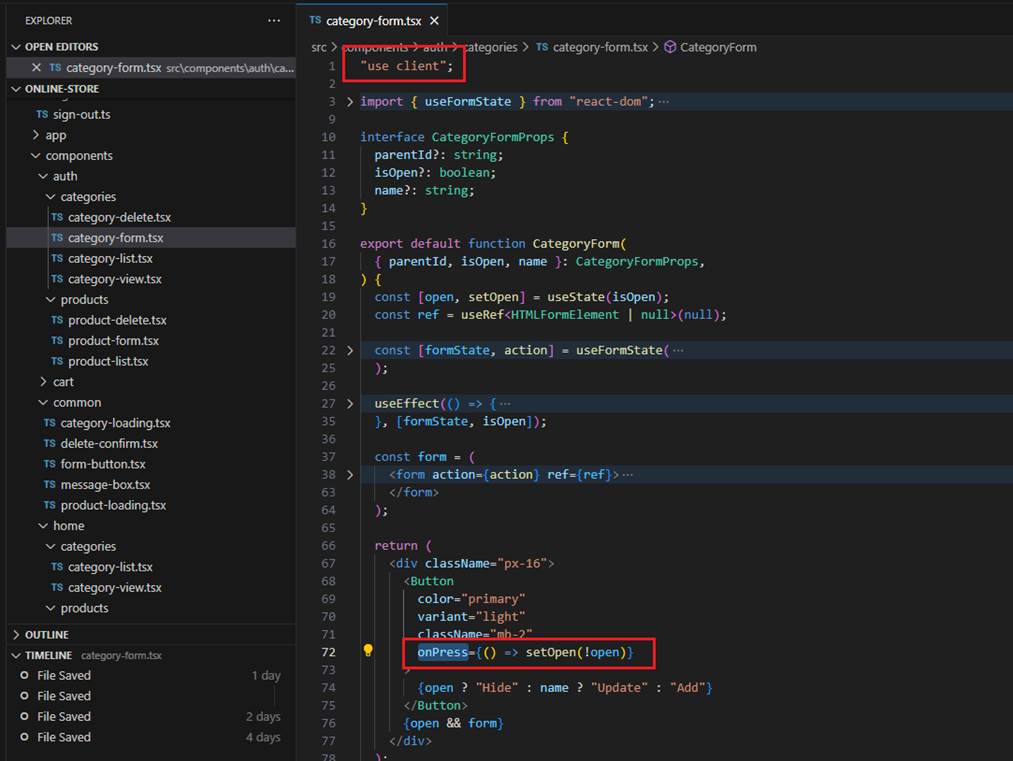 EXPLORER
OPEN EDITORS
TS category-form.tsx src\components\auth\ca...
ONLINE-STORE
TS sign-out.ts
app
components
auth
categories
TS category-delete.tsx
TS category-form.tsx
TS category-list.tsx
TS category-view.tsx
products
TS product-delete.tsx
TS product-form.tsx
TS product-list.tsx
cart
common
TS category-loading.tsx
TS delete-confirm.tsx
TS form-button.tsx
TS message-box.tsx
TS product-loading.tsx
home
categories
TS category-list.tsx
TS category-view.tsx
products
OUTLINE
TIMELINE category-form.tsx
File Saved 1 day
File Saved
File Saved 2 days
File Saved 4 days
TS category-form.tsx
src > components > auth > categories > TS category-form.tsx > CategoryForm
1 "use client";
2
3 import { useFormState } from "react-dom"; ...
9
10 interface CategoryFormProps {
11 parentId?: string;
12 isOpen?: boolean;
13 name?: string;
14 }
15
16 export default function CategoryForm(
17 { parentId, isOpen, name }: CategoryFormProps,
18 ) {
19 const [open, setOpen] = useState(isOpen);
20 const ref = useRef<HTMLFormElement | null>(null);
21
22 const [formState, action] = useFormState( ...
25 );
26
27 useEffect(() => { ...
35 }, [formState, isOpen]);
36
37 const form = (
38 <form action={action} ref={ref}> ...
63 </form>
64 );
65
66 return (
67 <div className="px-16">
68 <Button
69 color="primary"
70 variant="light"
71 className="mb-2"
72 onPress={() => setOpen(!open)}
73 >
74 {open ? "Hide" : name ? "Update" : "Add"}
75 </Button>
76 {open && form}
77 </div>
78 );